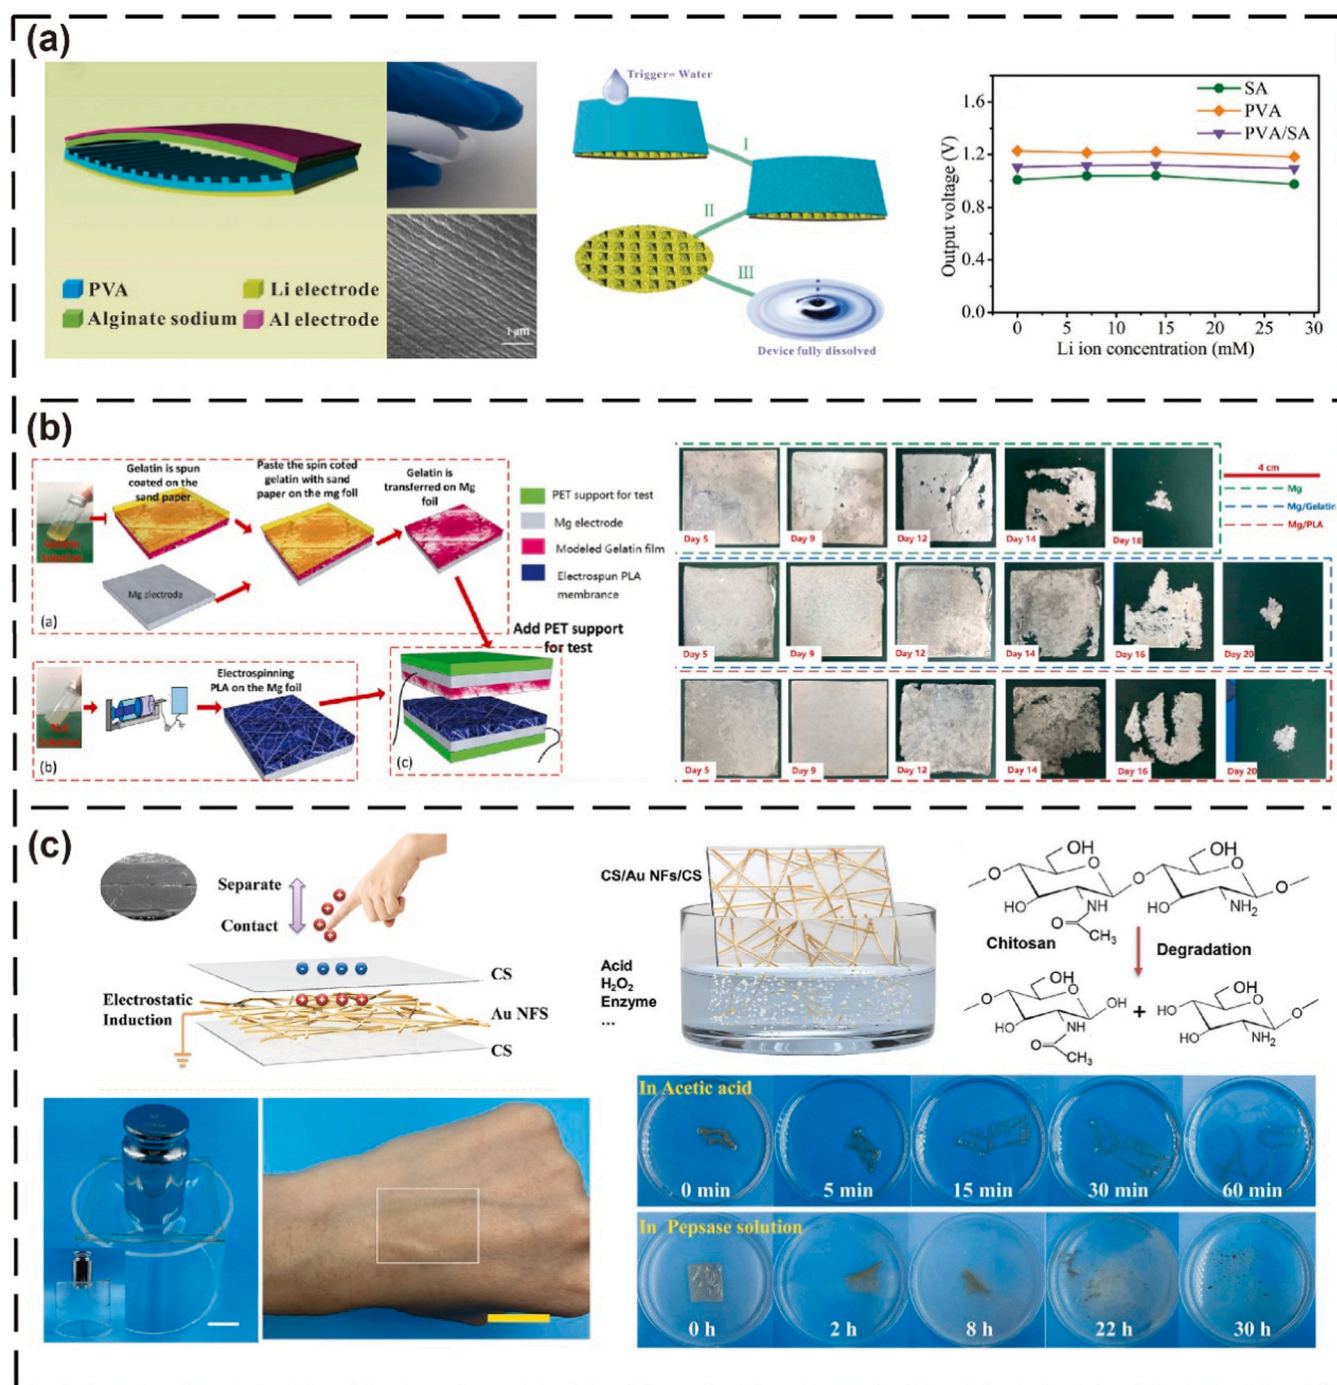 (a)
PVA
Li electrode
Alginate sodium
Al electrode
1 μm
Trigger= Water
I
II
III
Device fully dissolved
SA
PVA
PVA/SA
1.6
1.2
0.8
0.4
0.0
Output voltage (V)
0 5 10 15 20 25 30
Li ion concentration (mM)
(b)
Gelatin is spun
coated on the
sand paper
Paste the spin coted
gelatin with sand
paper on the mg foil
Gelatin is
transferred on Mg
foil
Gelatin
Solution
Mg electrode
(a)
PET support for test
Mg electrode
Modeled Gelatin film
Electrospun PLA
membrance
Add PET support
for test
Electrospinning
PLA on the Mg foil
Solution
(b)
(c)
Day 5
Day 9
Day 12
Day 14
Day 18
4 cm
Mg
Mg/Gelatin
Mg/PLA
Day 5
Day 9
Day 12
Day 14
Day 16
Day 20
Day 5
Day 9
Day 12
Day 14
Day 16
Day 20
(c)
Separate
Contact
CS
Electrostatic
Induction
Au NFS
CS
CS/Au NFs/CS
Acid
H₂O₂
Enzyme
...
OH
O
O
HO
NH
O
CH₃
O
OH
O
HO
NH₂
O
Chitosan
Degradation
OH
O
O
HO
NH
OH
O
CH₃
+
OH
HO
O
HO
NH₂
O
In Acetic acid
0 min
5 min
15 min
30 min
60 min
In Pepsase solution
0 h
2 h
8 h
22 h
30 h